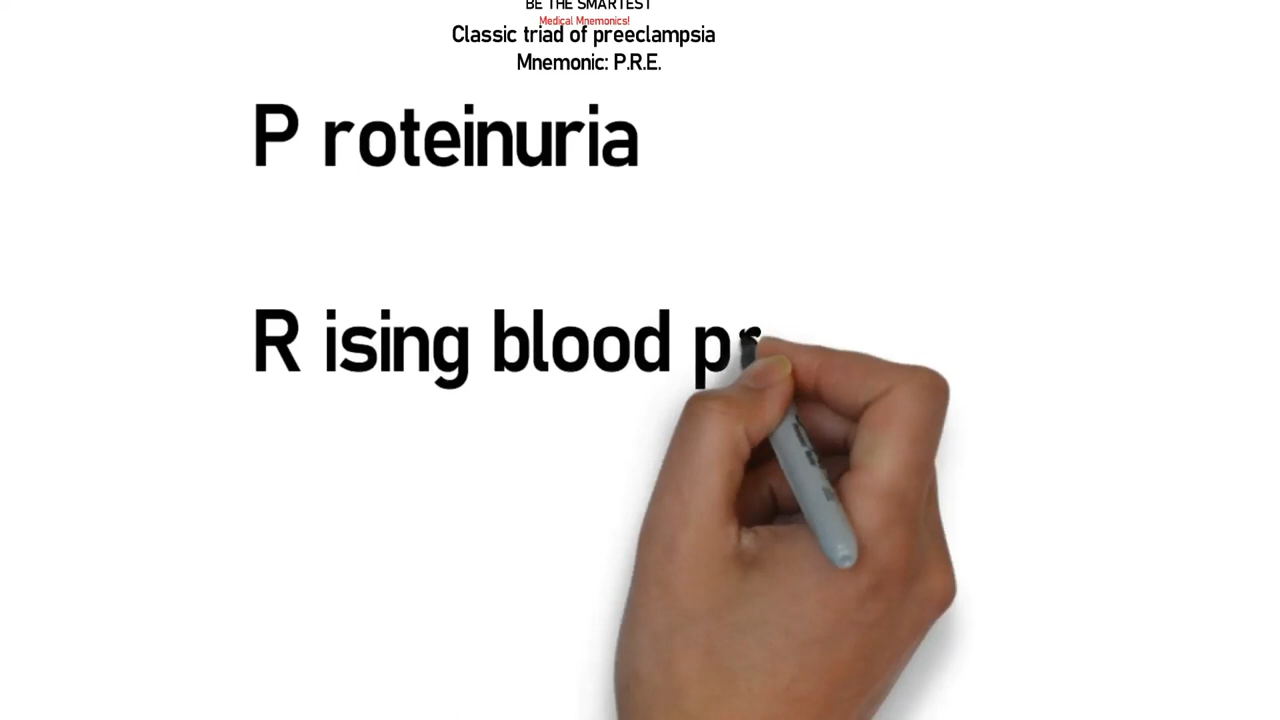 BE THE SMARTEST
Medical Mnemonics!
Classic triad of preeclampsia
Mnemonic: P.R.E.
P roteinuria
R ising blood pr